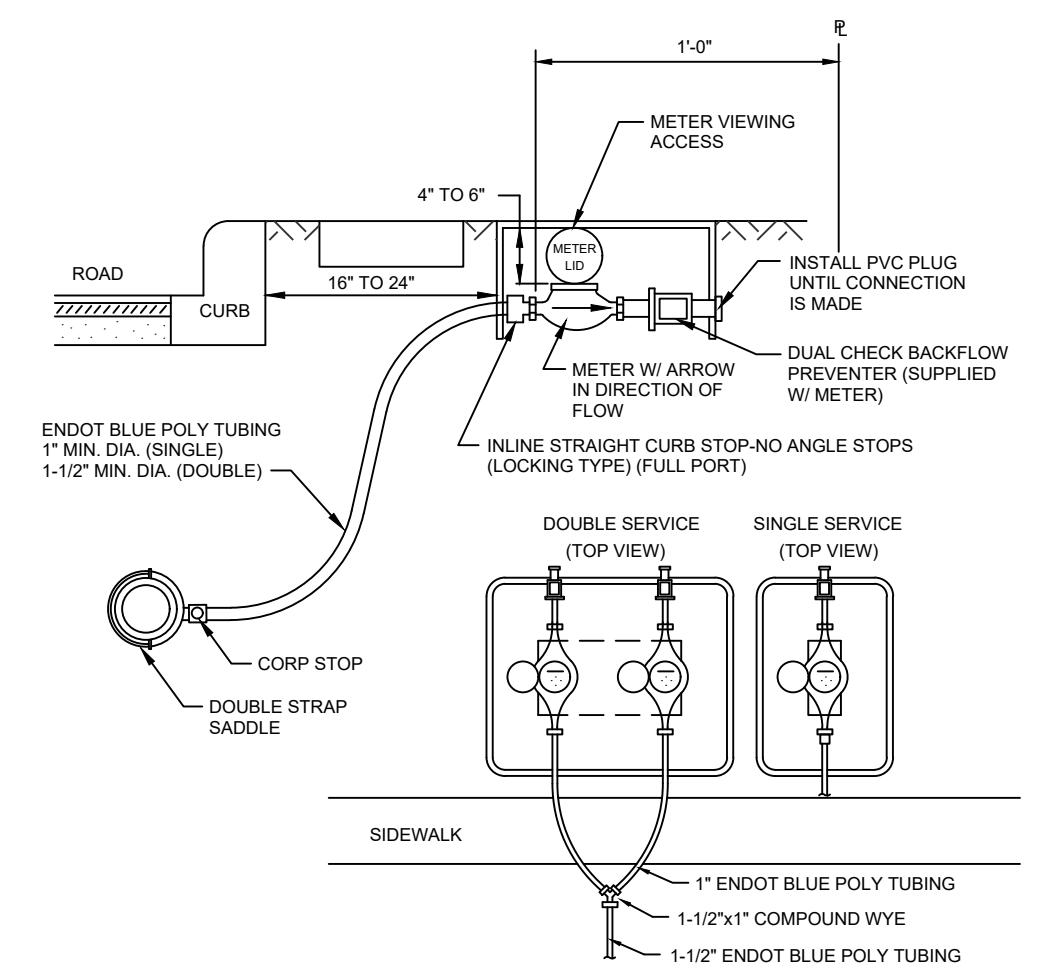 ℄
1'-0"
METER VIEWING
ACCESS
4" TO 6"
METER
LID
ROAD
16" TO 24"
CURB
INSTALL PVC PLUG
UNTIL CONNECTION
IS MADE
METER W/ ARROW
IN DIRECTION OF
FLOW
DUAL CHECK BACKFLOW
PREVENTER (SUPPLIED
W/ METER)
ENDOT BLUE POLY TUBING
1" MIN. DIA. (SINGLE)
1-1/2" MIN. DIA. (DOUBLE)
INLINE STRAIGHT CURB STOP-NO ANGLE STOPS
(LOCKING TYPE) (FULL PORT)
CORP STOP
DOUBLE STRAP
SADDLE
DOUBLE SERVICE
(TOP VIEW)
SINGLE SERVICE
(TOP VIEW)
SIDEWALK
1" ENDOT BLUE POLY TUBING
1-1/2"x1" COMPOUND WYE
1-1/2" ENDOT BLUE POLY TUBING